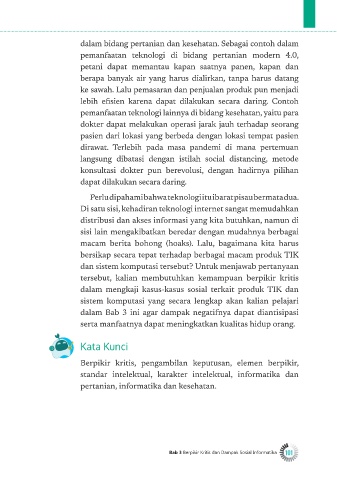 dalam bidang pertanian dan kesehatan. Sebagai contoh dalam
pemanfaatan teknologi di bidang pertanian modern 4.0,
petani dapat memantau kapan saatnya panen, kapan dan
berapa banyak air yang harus dialirkan, tanpa harus datang
ke sawah. Lalu pemasaran dan penjualan produk pun menjadi
lebih efisien karena dapat dilakukan secara daring. Contoh
pemanfaatan teknologi lainnya di bidang kesehatan, yaitu para
dokter dapat melakukan operasi jarak jauh terhadap seorang
pasien dari lokasi yang berbeda dengan lokasi tempat pasien
dirawat. Terlebih pada masa pandemi di mana pertemuan
langsung dibatasi dengan istilah social distancing, metode
konsultasi dokter pun berevolusi, dengan hadirnya pilihan
dapat dilakukan secara daring.
Perlu dipahami bahwa teknologi itu ibarat pisau bermata dua.
Di satu sisi, kehadiran teknologi internet sangat memudahkan
distribusi dan akses informasi yang kita butuhkan, namun di
sisi lain mengakibatkan beredar dengan mudahnya berbagai
macam berita bohong (hoaks). Lalu, bagaimana kita harus
bersikap secara tepat terhadap berbagai macam produk TIK
dan sistem komputasi tersebut? Untuk menjawab pertanyaan
tersebut, kalian membutuhkan kemampuan berpikir kritis
dalam mengkaji kasus-kasus sosial terkait produk TIK dan
sistem komputasi yang secara lengkap akan kalian pelajari
dalam Bab 3 ini agar dampak negatifnya dapat diantisipasi
serta manfaatnya dapat meningkatkan kualitas hidup orang.
Kata Kunci
Berpikir kritis, pengambilan keputusan, elemen berpikir,
standar intelektual, karakter intelektual, informatika dan
pertanian, informatika dan kesehatan.
Bab 3 Berpikir Kritis dan Dampak Sosial Informatika 101